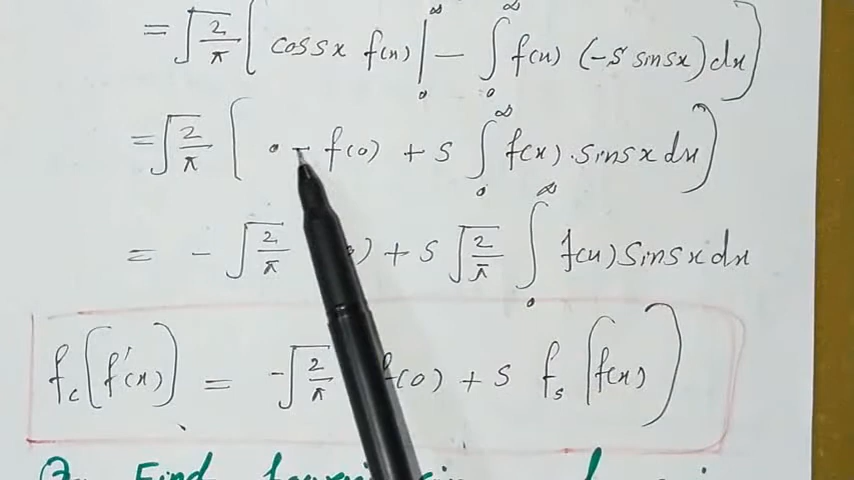 = √2/π [ cos sx f(x) |₀^∞ − ∫₀^∞ f(x) (−s sin sx) dx ]
= √2/π [ 0 − f(0) + s ∫₀^∞ f(x) . sin sx dx ]
= − √2/π ) + s √2/π ∫₀^∞ f(x) sin sx dx
f_c [f'(x)] = −√2/π f(0) + s f_s [f(x)]
Find